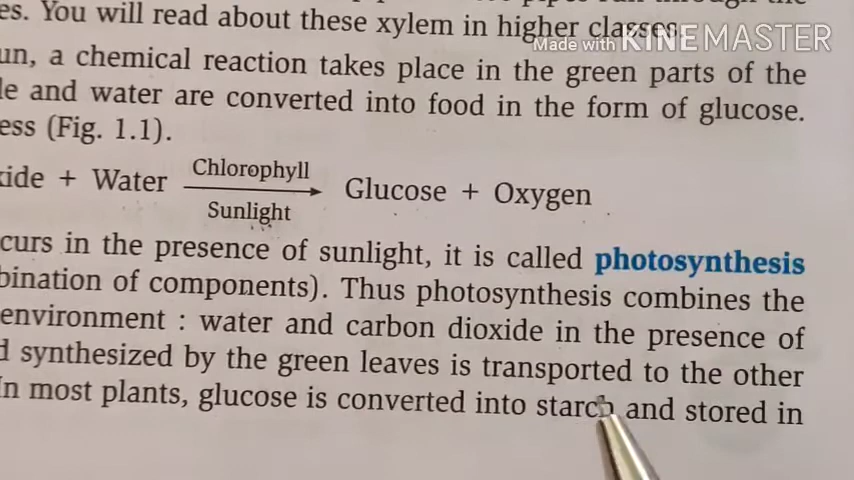 es. You will read about these xylem in higher classes.
Made with KINEMASTER
un, a chemical reaction takes place in the green parts of the
le and water are converted into food in the form of glucose.
ess (Fig. 1.1).
xide + Water Chlorophyll Sunlight Glucose + Oxygen
curs in the presence of sunlight, it is called photosynthesis
bination of components). Thus photosynthesis combines the
environment : water and carbon dioxide in the presence of
d synthesized by the green leaves is transported to the other
In most plants, glucose is converted into starch and stored in